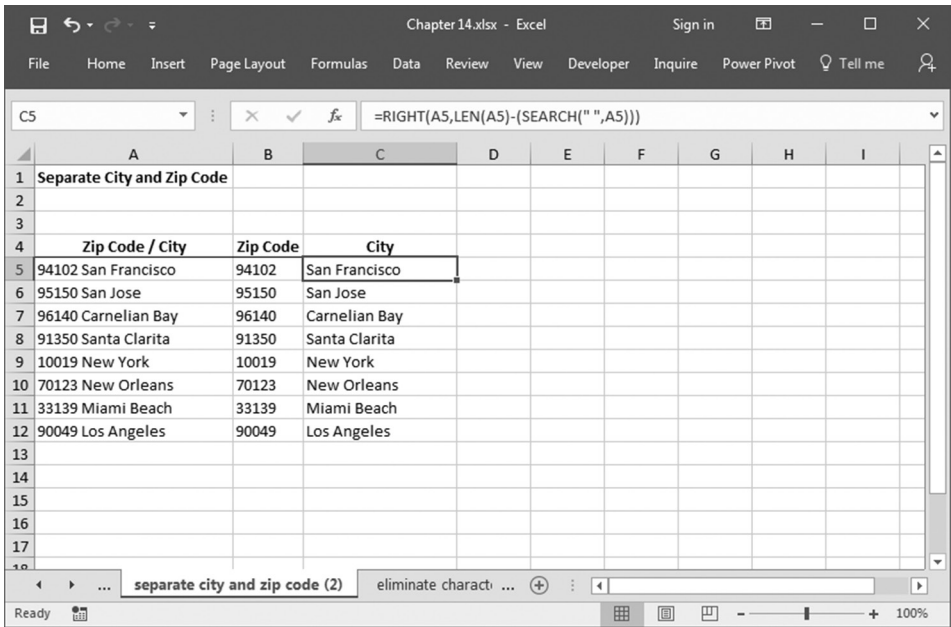 Chapter 14.xlsx - Excel Sign in
File Home Insert Page Layout Formulas Data Review View Developer Inquire Power Pivot Tell me
C5 fx =RIGHT(A5,LEN(A5)-(SEARCH(" ",A5)))
A B C D E F G H I
1 Separate City and Zip Code
2
3
4 Zip Code / City Zip Code City
5 94102 San Francisco 94102 San Francisco
6 95150 San Jose 95150 San Jose
7 96140 Carnelian Bay 96140 Carnelian Bay
8 91350 Santa Clarita 91350 Santa Clarita
9 10019 New York 10019 New York
10 70123 New Orleans 70123 New Orleans
11 33139 Miami Beach 33139 Miami Beach
12 90049 Los Angeles 90049 Los Angeles
13
14
15
16
17
18
... separate city and zip code (2) eliminate charact ...
Ready 100%